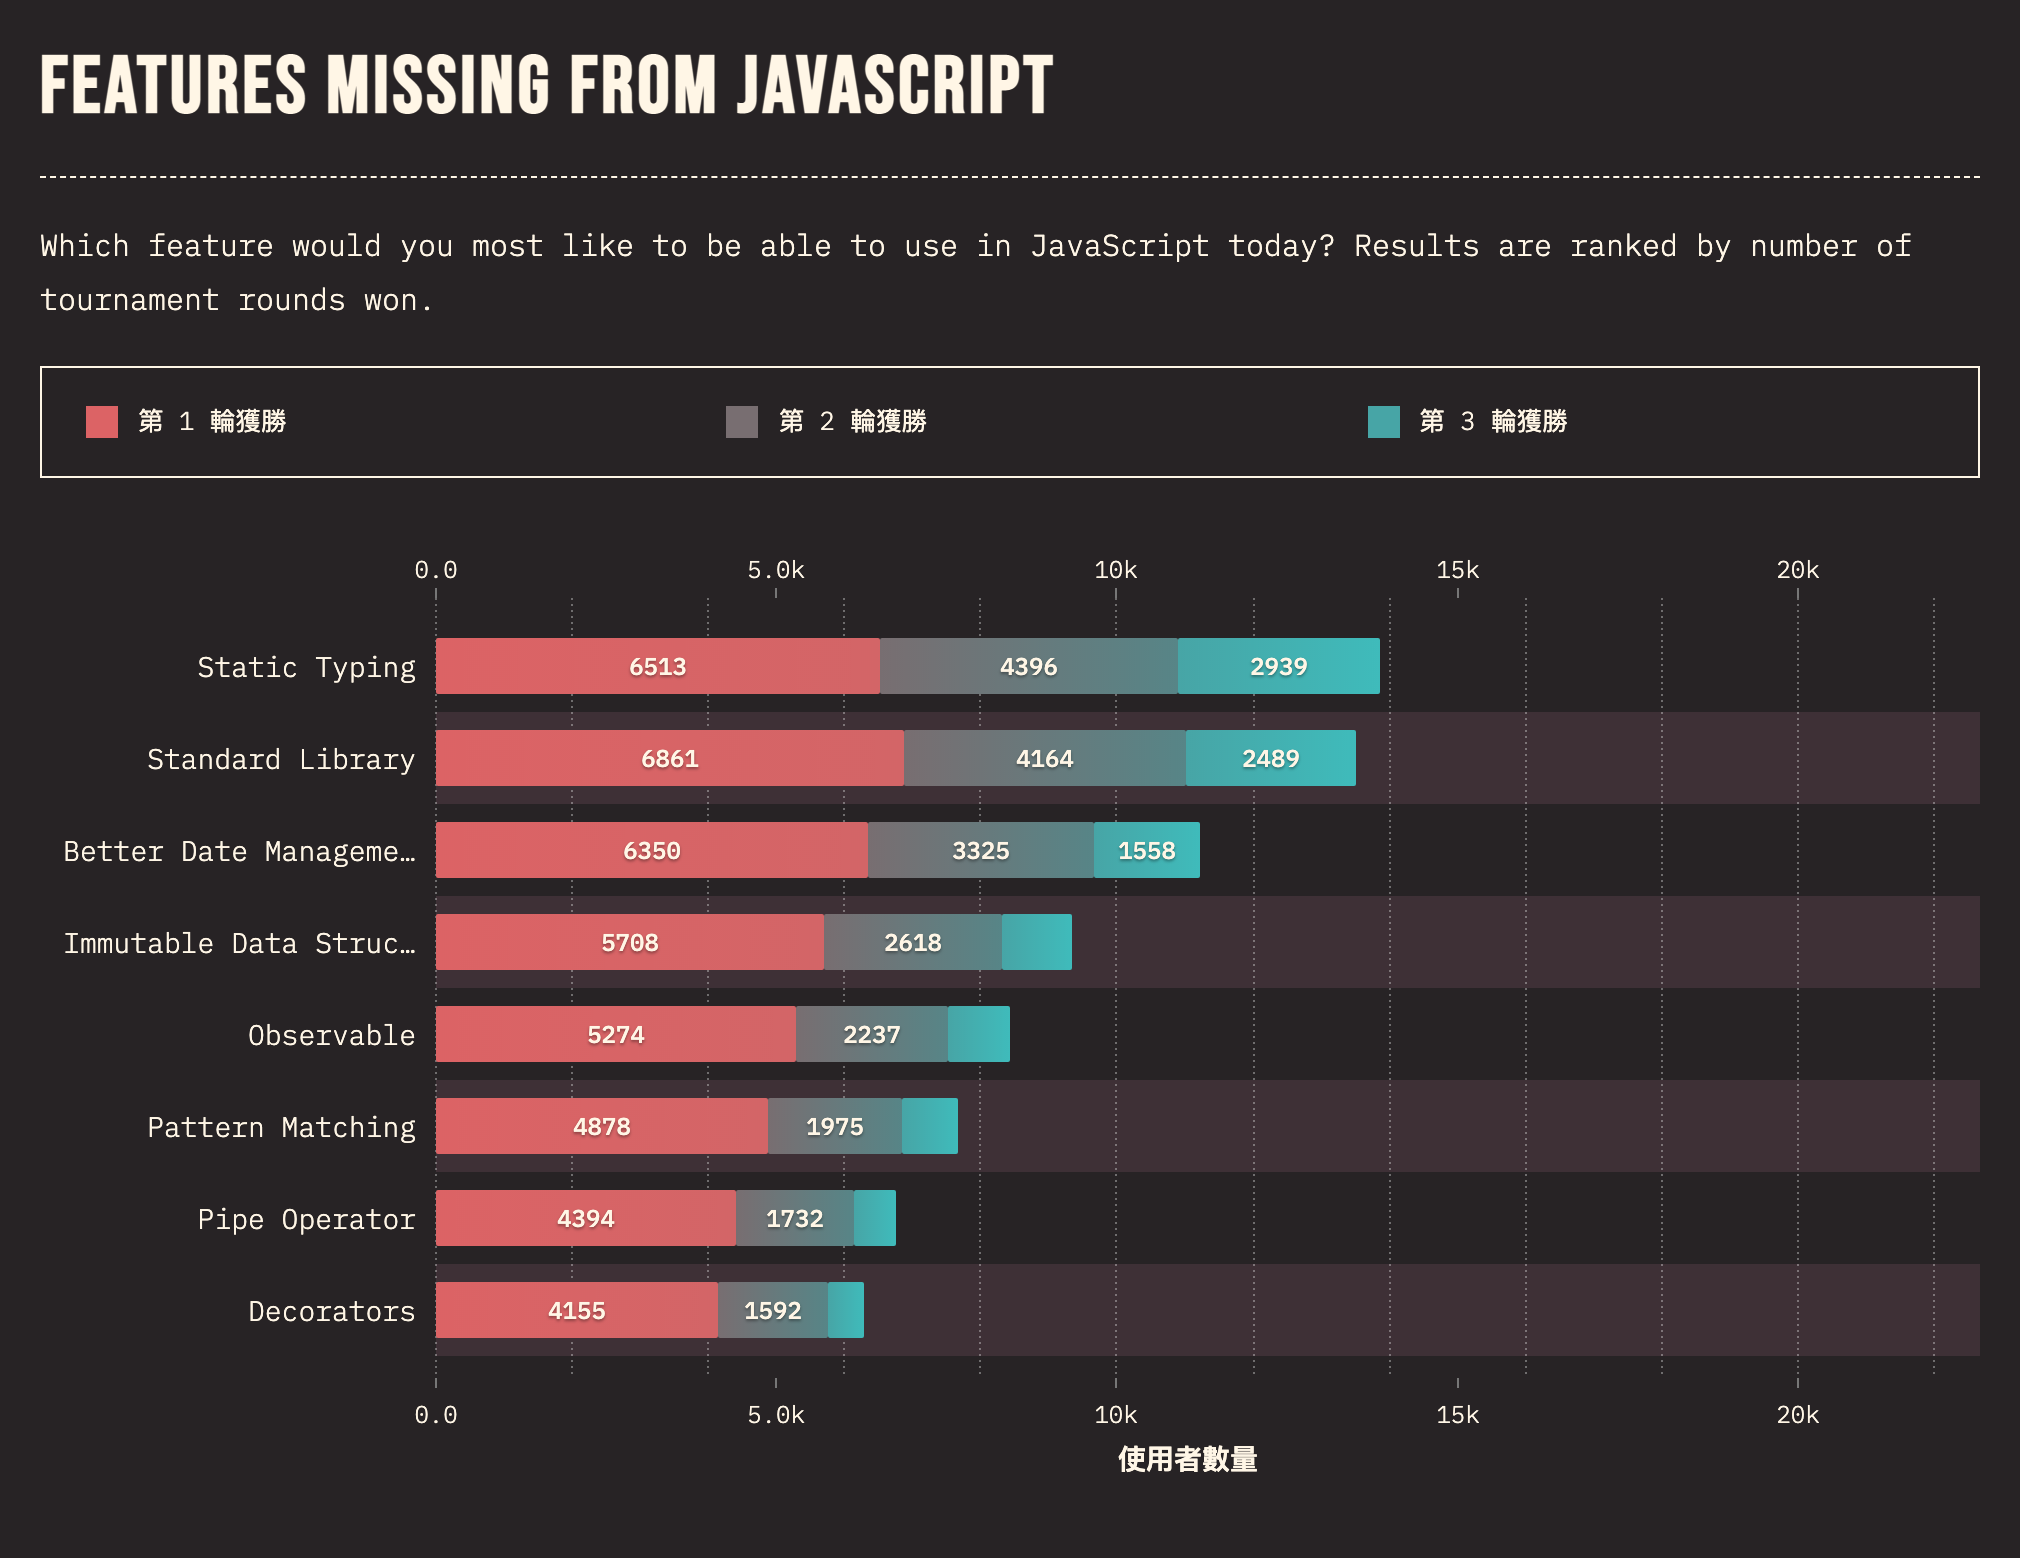 FEATURES MISSING FROM JAVASCRIPT
Which feature would you most like to be able to use in JavaScript today? Results are ranked by number of
tournament rounds won.
第 1 輪獲勝
第 2 輪獲勝
第 3 輪獲勝
0.0 5.0k 10k 15k 20k
Static Typing 6513 4396 2939
Standard Library 6861 4164 2489
Better Date Manageme… 6350 3325 1558
Immutable Data Struc… 5708 2618
Observable 5274 2237
Pattern Matching 4878 1975
Pipe Operator 4394 1732
Decorators 4155 1592
0.0 5.0k 10k 15k 20k
使用者數量